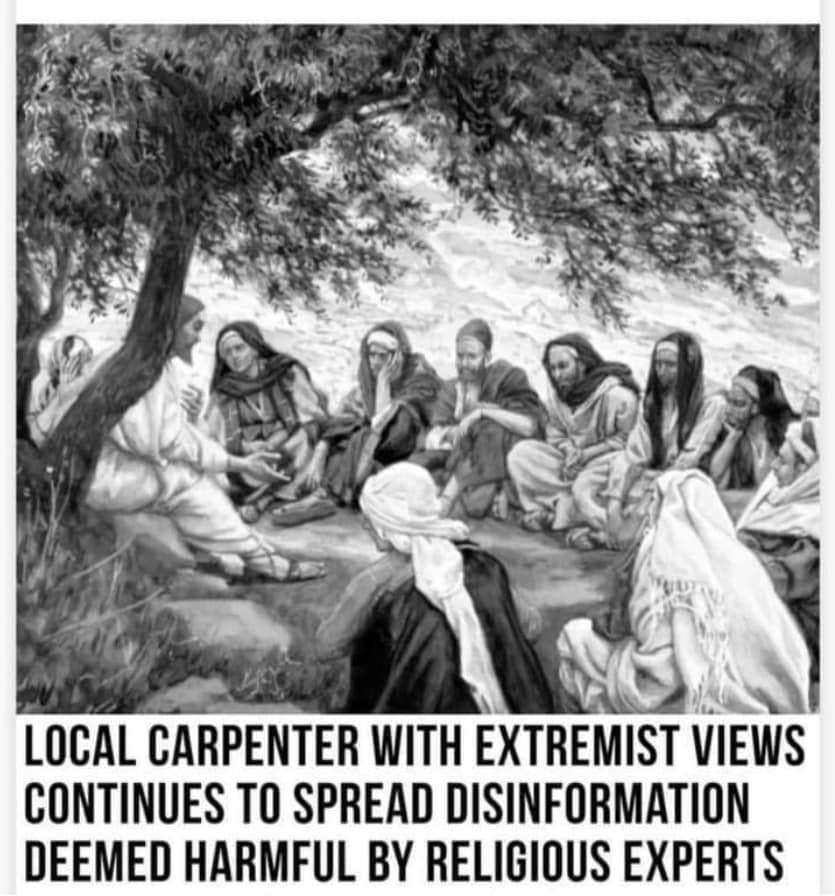 LOCAL CARPENTER WITH EXTREMIST VIEWS
CONTINUES TO SPREAD DISINFORMATION
DEEMED HARMFUL BY RELIGIOUS EXPERTS